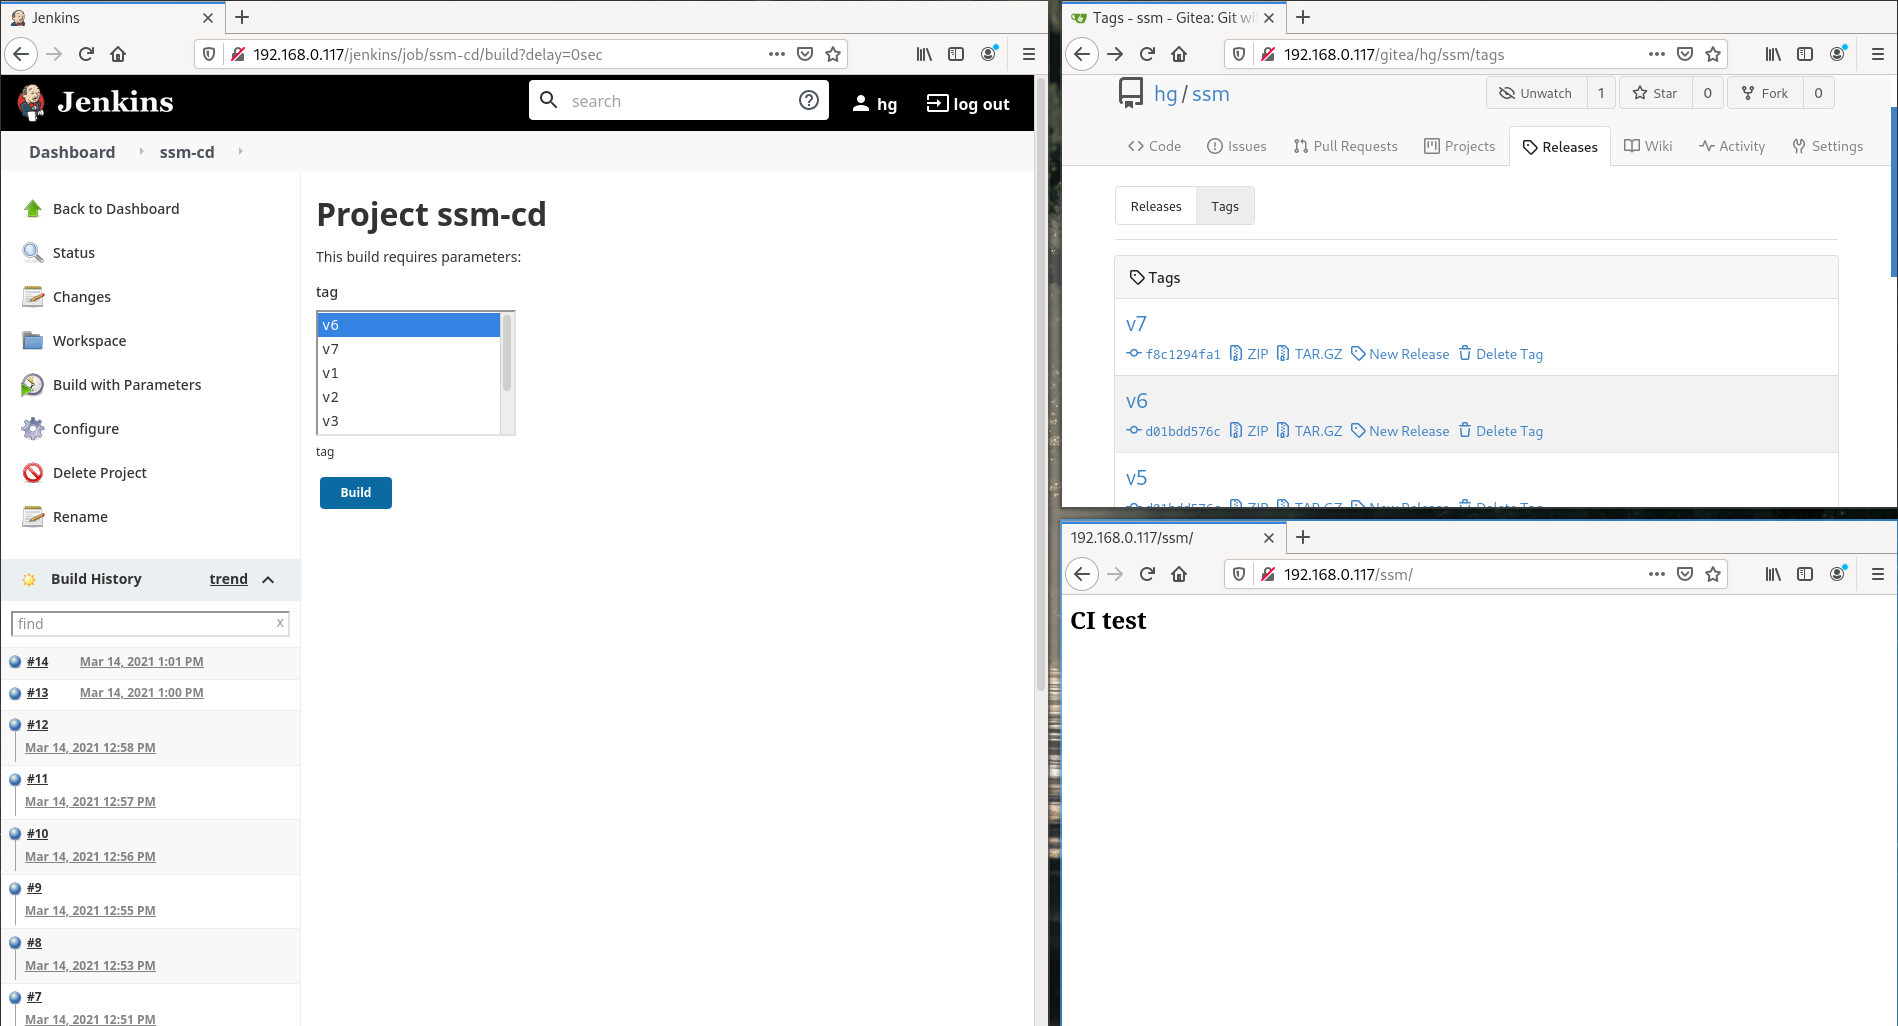 Jenkins
192.168.0.117/jenkins/job/ssm-cd/build?delay=0sec
Jenkins
search
hg
log out
Dashboard
ssm-cd
Back to Dashboard
Status
Changes
Workspace
Build with Parameters
Configure
Delete Project
Rename
Build History
trend
find
x
#14
Mar 14, 2021 1:01 PM
#13
Mar 14, 2021 1:00 PM
#12
Mar 14, 2021 12:58 PM
#11
Mar 14, 2021 12:57 PM
#10
Mar 14, 2021 12:56 PM
#9
Mar 14, 2021 12:55 PM
#8
Mar 14, 2021 12:53 PM
#7
Mar 14, 2021 12:51 PM
Project ssm-cd
This build requires parameters:
tag
v6
v7
v1
v2
v3
tag
Build
Tags - ssm - Gitea: Git wi
192.168.0.117/gitea/hg/ssm/tags
hg / ssm
Unwatch 1
Star 0
Fork 0
Code
Issues
Pull Requests
Projects
Releases
Wiki
Activity
Settings
Releases
Tags
Tags
v7
f8c1294fa1 ZIP TAR.GZ New Release Delete Tag
v6
d01bdd576c ZIP TAR.GZ New Release Delete Tag
v5
d01bdd576c ZIP TAR.GZ New Release Delete Tag
192.168.0.117/ssm/
192.168.0.117/ssm/
CI test